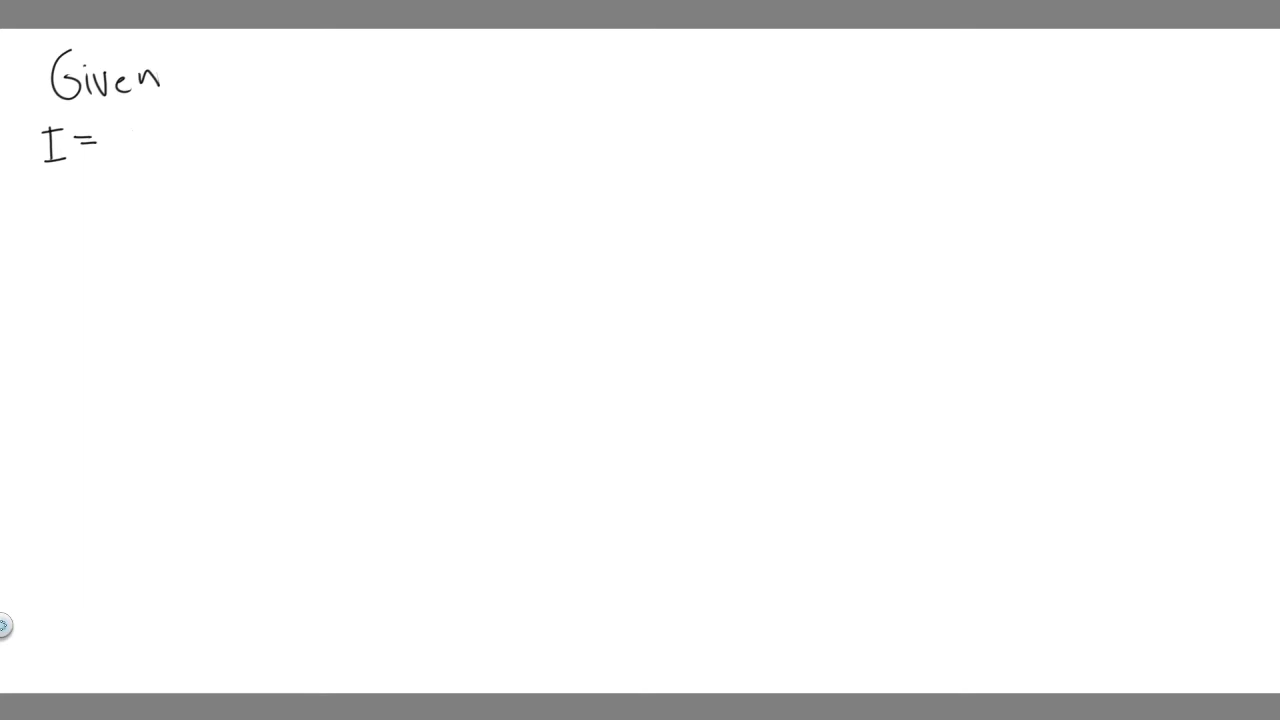 Given
I =